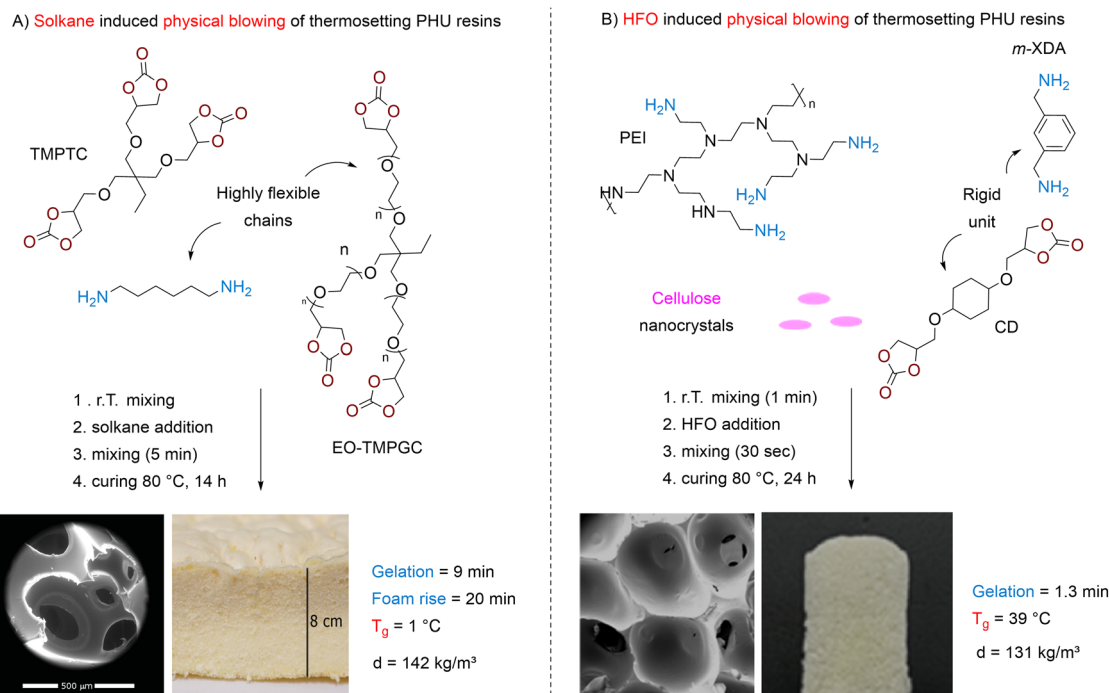 A) Solkane induced physical blowing of thermosetting PHU resins
O
O
O
O
O
O
O
TMPTC
O
O
O
O
O
Highly flexible
chains
H2N
NH2
O
O
O
O
n
O
n
O
O
n
O
O
O
O
n
O
O
O
O
EO-TMPGC
1 . r.T. mixing
2. solkane addition
3. mixing (5 min)
4. curing 80 °C, 14 h
500 µm
8 cm
Gelation = 9 min
Foam rise = 20 min
Tg = 1 °C
d = 142 kg/m³
B) HFO induced physical blowing of thermosetting PHU resins
m-XDA
NH2
NH2
PEI
H2N
N
n
N
N
N
NH2
HN
H2N
HN
NH2
Rigid
unit
O
O
O
O
O
CD
O
O
O
Cellulose
nanocrystals
1. r.T. mixing (1 min)
2. HFO addition
3. mixing (30 sec)
4. curing 80 °C, 24 h
Gelation = 1.3 min
Tg = 39 °C
d = 131 kg/m³